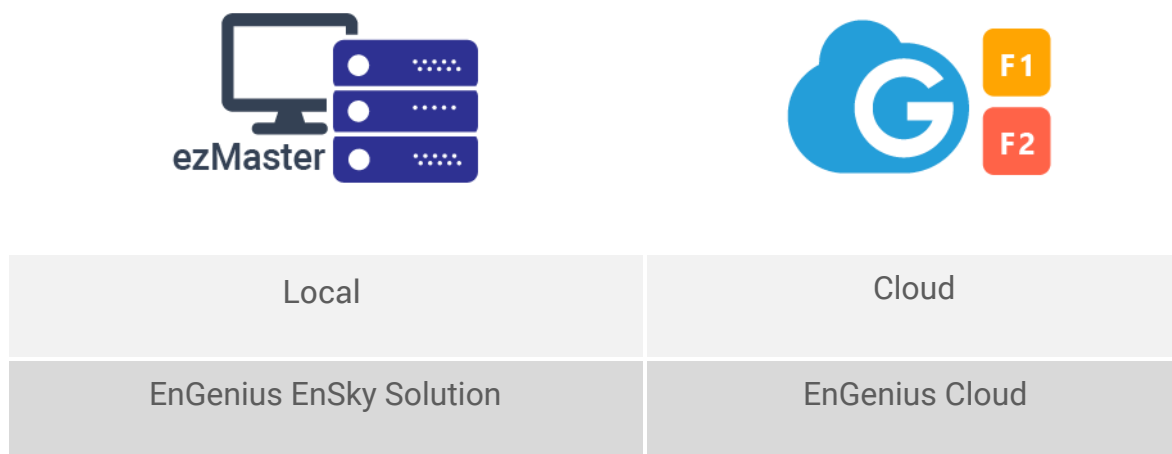 ezMaster
G
F1
F2
Local
Cloud
EnGenius EnSky Solution
EnGenius Cloud